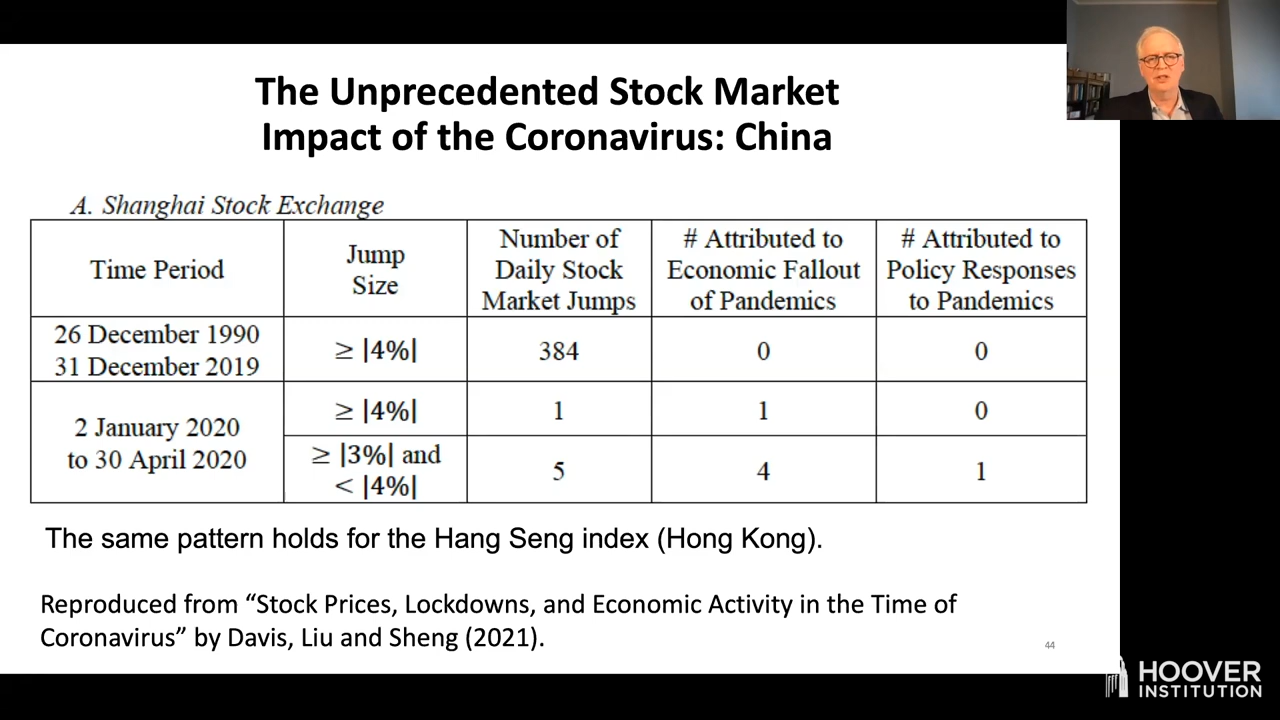 The Unprecedented Stock Market
Impact of the Coronavirus: China
A. Shanghai Stock Exchange
Time Period
Jump
Size
Number of
Daily Stock
Market Jumps
# Attributed to
Economic Fallout
of Pandemics
# Attributed to
Policy Responses
to Pandemics
26 December 1990
31 December 2019
≥ |4%|
384
0
0
2 January 2020
to 30 April 2020
≥ |4%|
1
1
0
≥ |3%| and
< |4%|
5
4
1
The same pattern holds for the Hang Seng index (Hong Kong).
Reproduced from “Stock Prices, Lockdowns, and Economic Activity in the Time of
Coronavirus” by Davis, Liu and Sheng (2021).
44
HOOVER
INSTITUTION